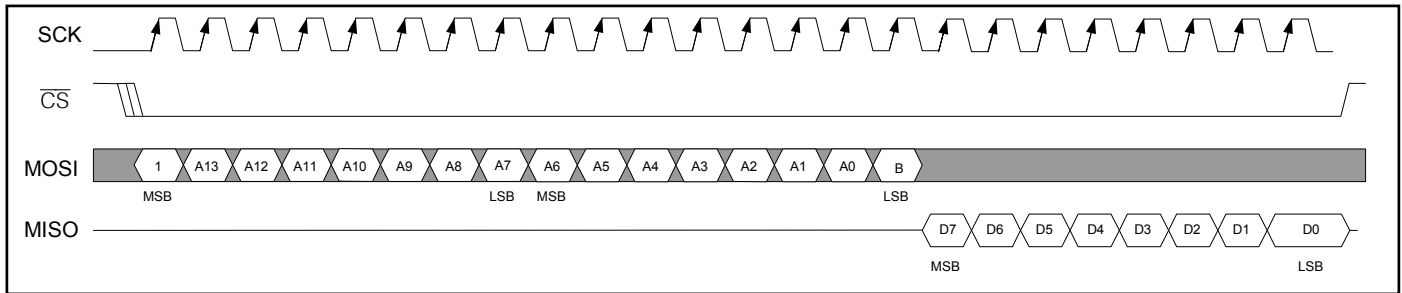 SCK
CS
MOSI 1 A13 A12 A11 A10 A9 A8 A7 A6 A5 A4 A3 A2 A1 A0 B
MSB LSB MSB LSB
MISO D7 D6 D5 D4 D3 D2 D1 D0
MSB LSB